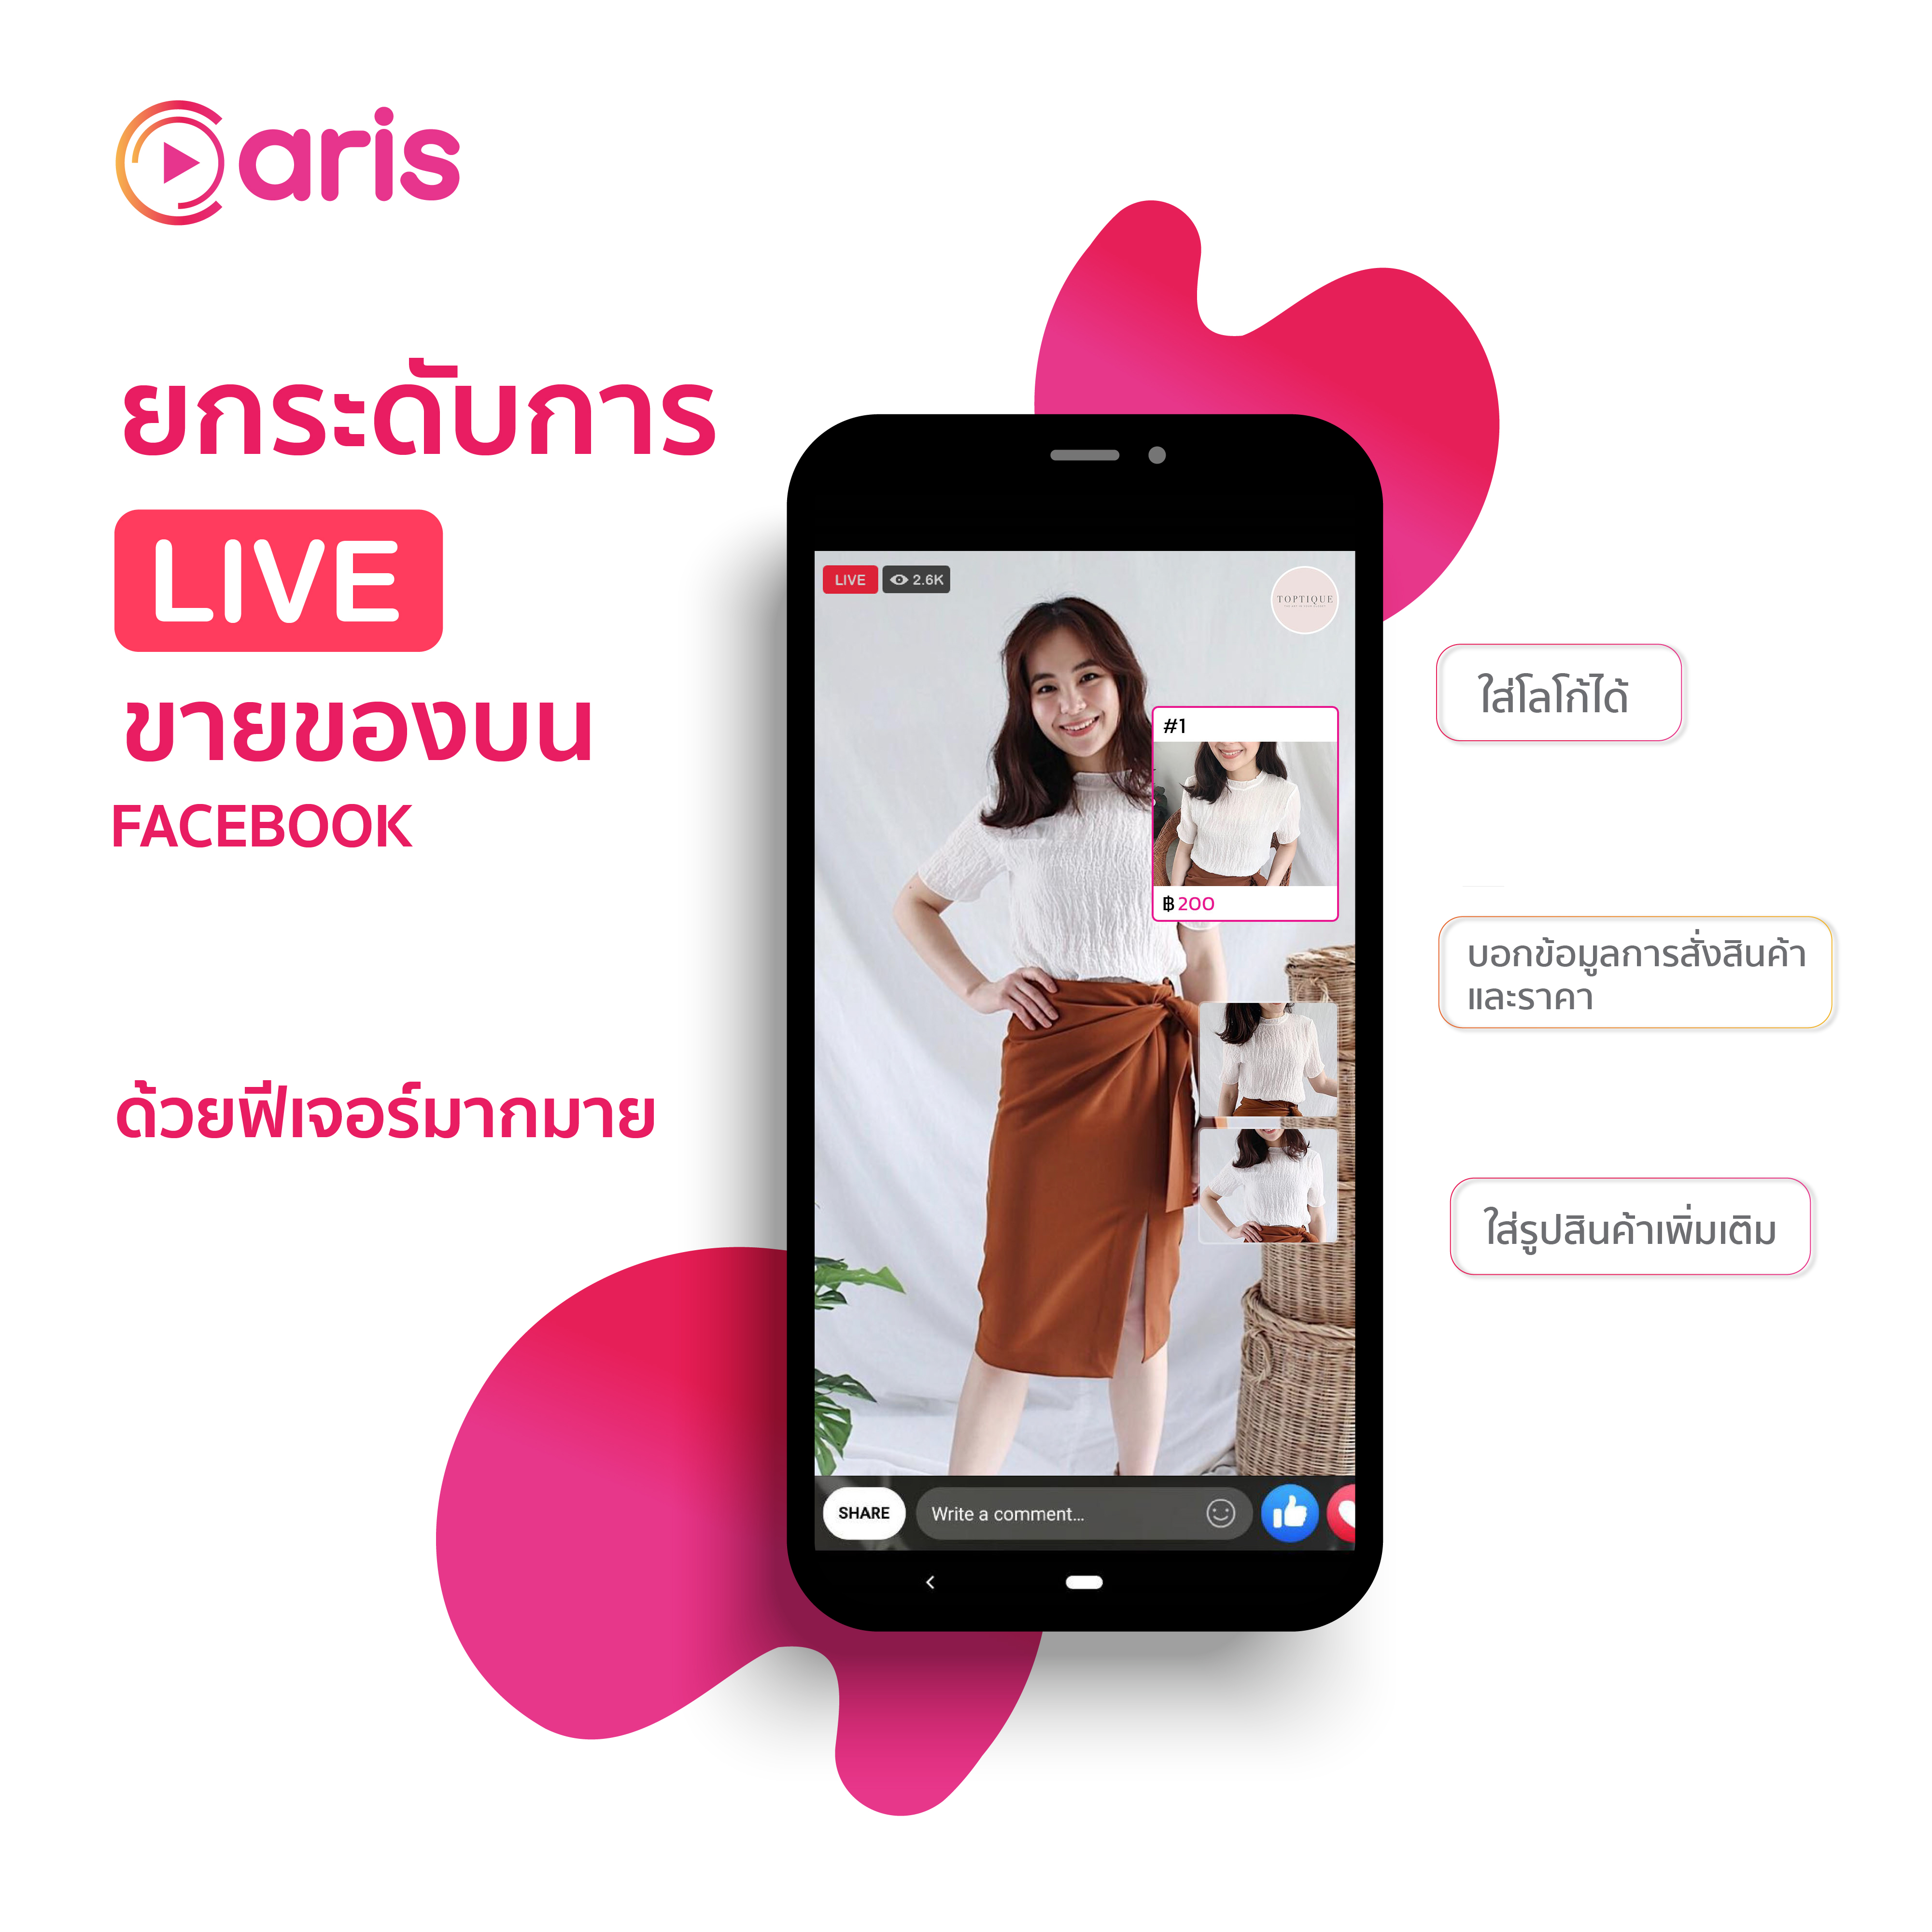 Caris
ยกระดับการ
LIVE
ขายของบน
FACEBOOK
ด้วยฟีเจอร์มากมาย
LIVE 2.6K
TOPTIQUE
#1
฿200
SHARE Write a comment...
ใส่โลโก้ได้
บอกข้อมูลการสั่งสินค้า
และราคา
ใส่รูปสินค้าเพิ่มเติม